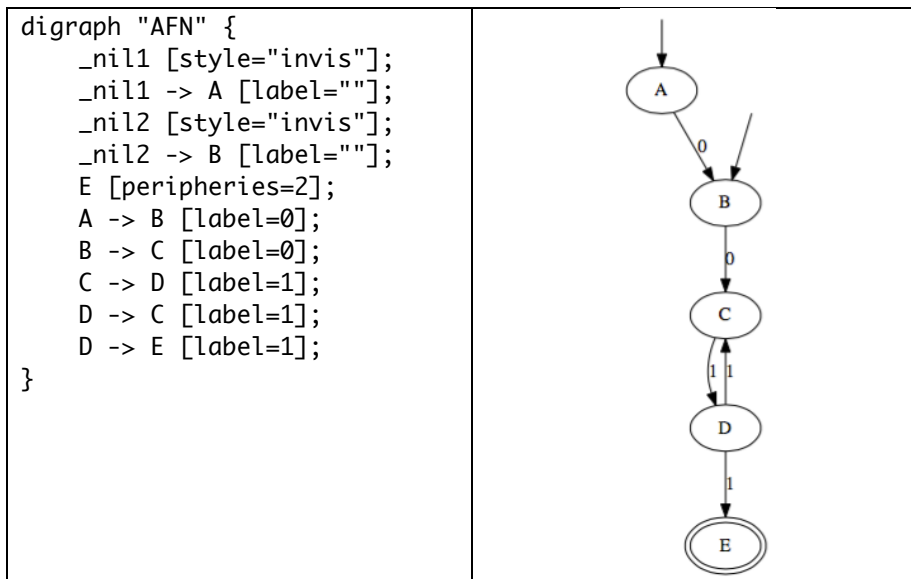 digraph "AFN" {
    _nil1 [style="invis"];
    _nil1 -> A [label=""];
    _nil2 [style="invis"];
    _nil2 -> B [label=""];
    E [peripheries=2];
    A -> B [label=0];
    B -> C [label=0];
    C -> D [label=1];
    D -> C [label=1];
    D -> E [label=1];
}
A
0
B
0
C
1 1
D
1
E